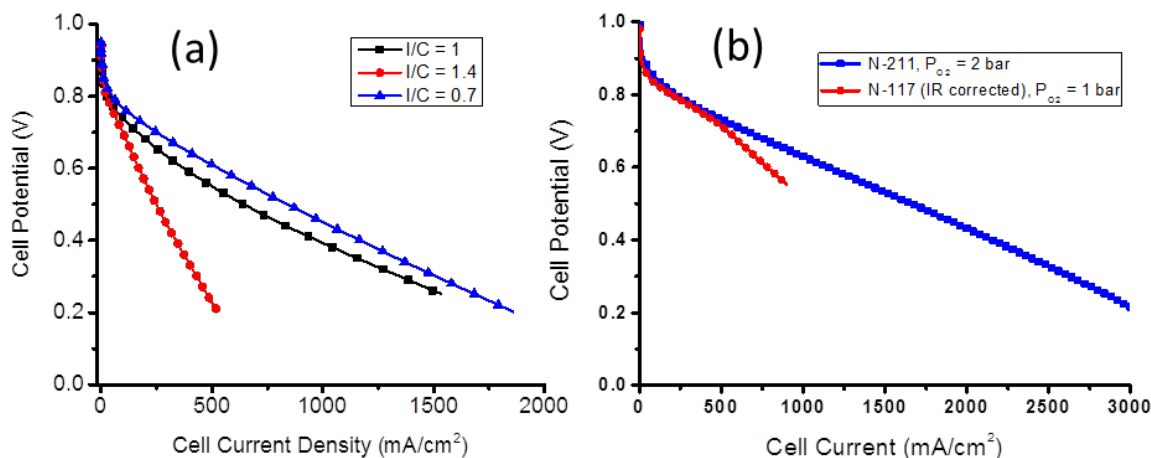 (a)
I/C = 1
I/C = 1.4
I/C = 0.7
1.0
0.8
0.6
0.4
0.2
0.0
Cell Potential (V)
0 500 1000 1500 2000
Cell Current Density (mA/cm²)
(b)
N-211, P_O2 = 2 bar
N-117 (IR corrected), P_O2 = 1 bar
1.0
0.8
0.6
0.4
0.2
0.0
Cell Potential (V)
0 500 1000 1500 2000 2500 3000
Cell Current (mA/cm²)